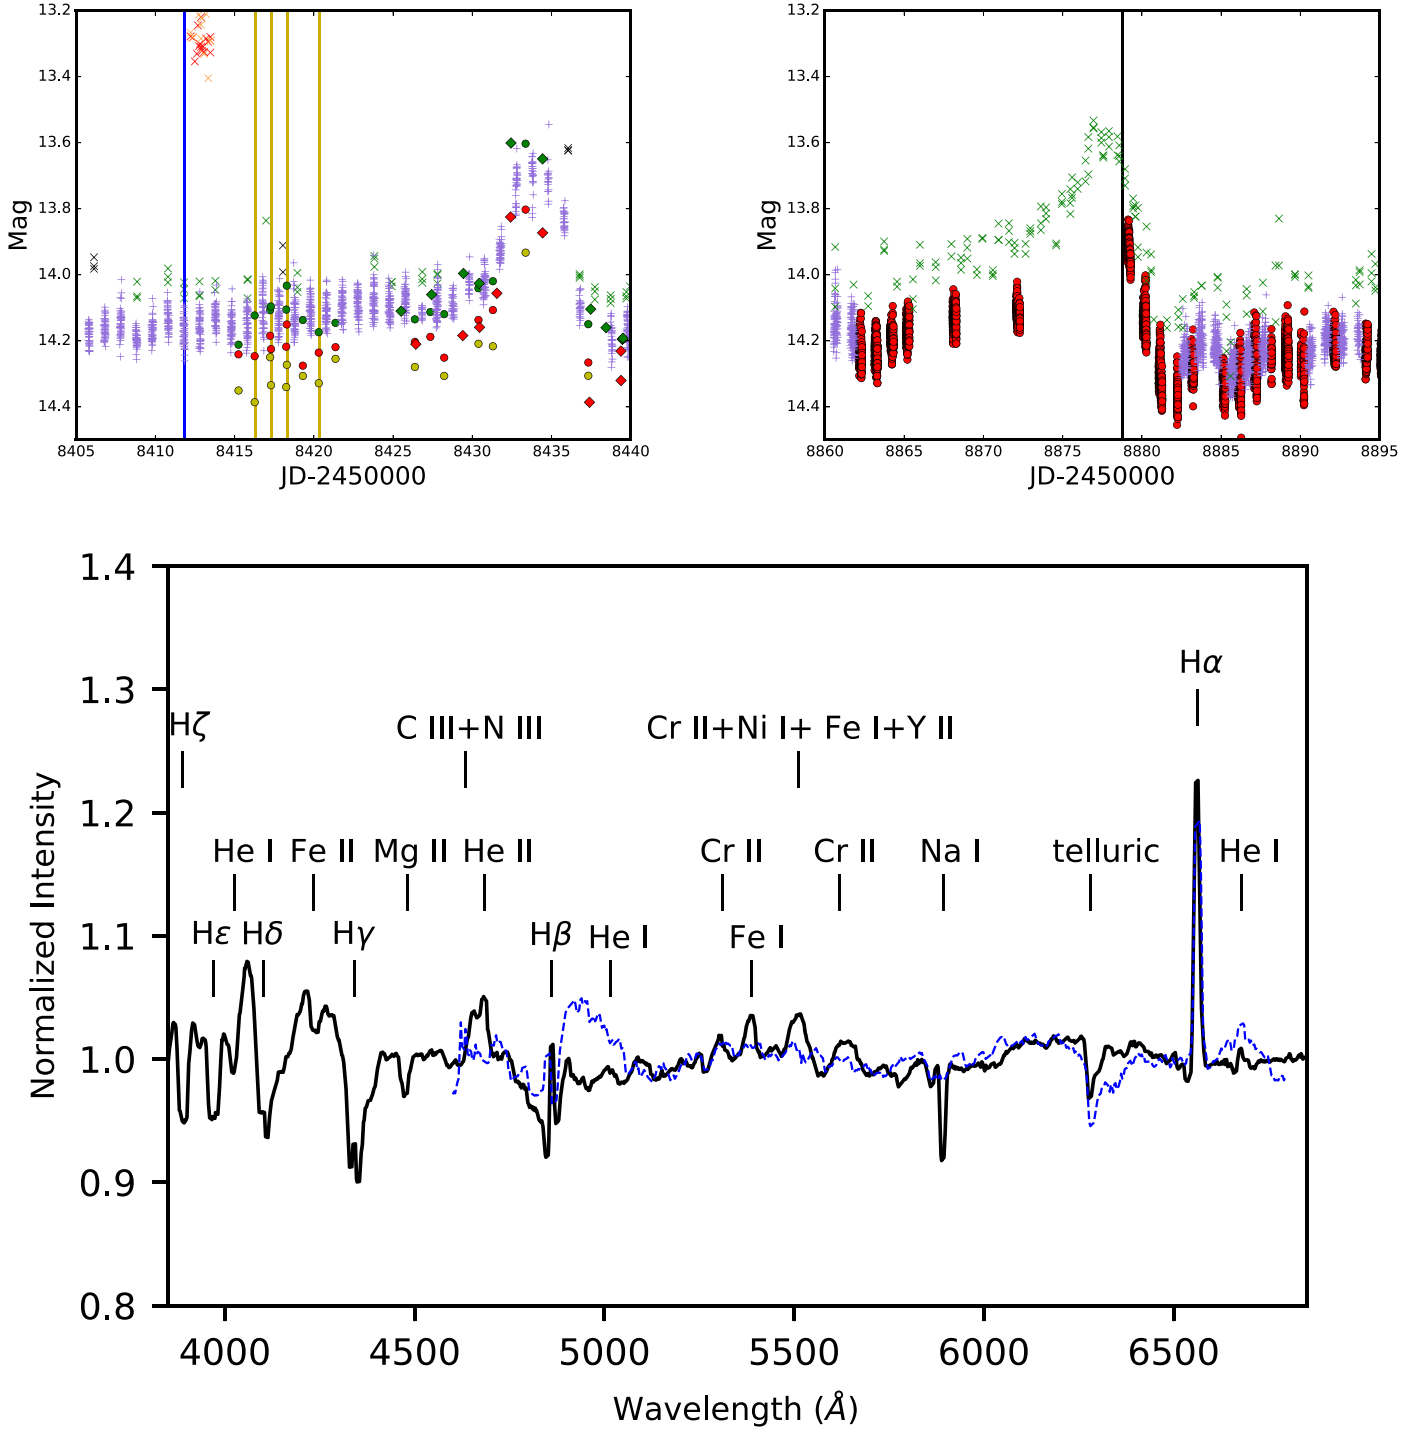 13.2
13.4
13.6
13.8
14.0
14.2
14.4
Mag
8405 8410 8415 8420 8425 8430 8435 8440
JD-2450000
13.2
13.4
13.6
13.8
14.0
14.2
14.4
Mag
8860 8865 8870 8875 8880 8885 8890 8895
JD-2450000
1.4
1.3
1.2
1.1
1.0
0.9
0.8
Normalized Intensity
Hα
Hζ C III+N III Cr II+Ni I+ Fe I+Y II
He I Fe II Mg II He II Cr II Cr II Na I telluric He I
Hε Hδ Hγ Hβ He I Fe I
4000 4500 5000 5500 6000 6500
Wavelength (Å)